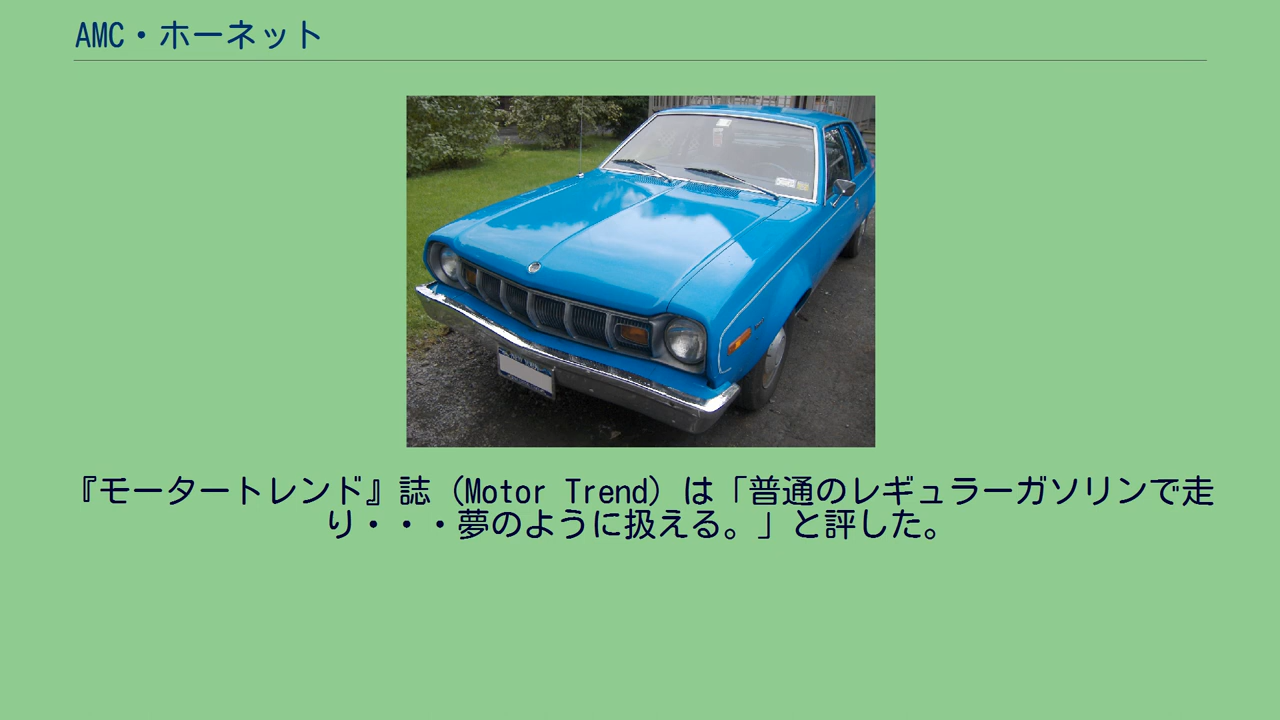 AMC・ホーネット
『モータートレンド』誌（Motor Trend）は「普通のレギュラーガソリンで走
り・・・夢のように扱える。」と評した。